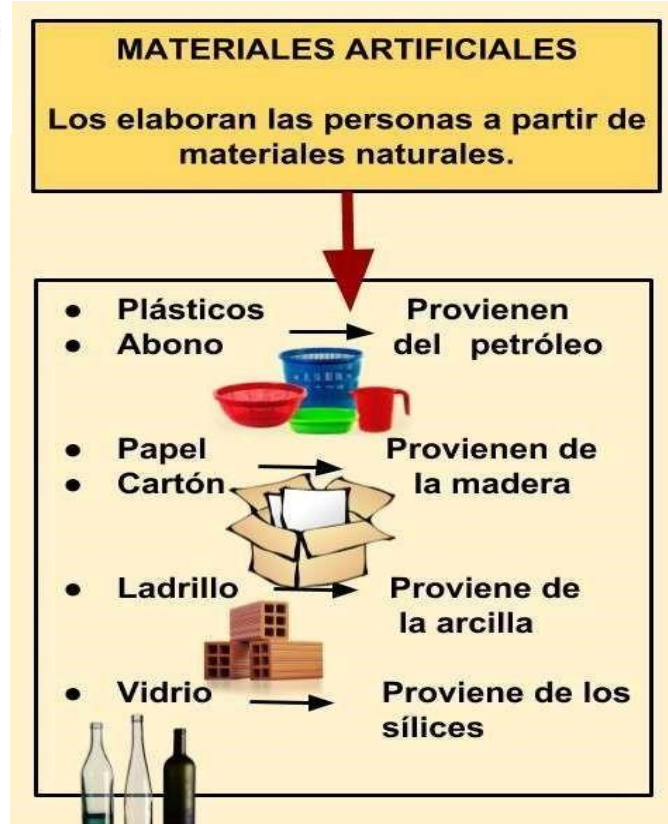 MATERIALES ARTIFICIALES
Los elaboran las personas a partir de
materiales naturales.
● Plásticos Provienen
● Abono del petróleo
● Papel Provienen de
● Cartón la madera
● Ladrillo Proviene de
la arcilla
● Vidrio Proviene de los
sílices